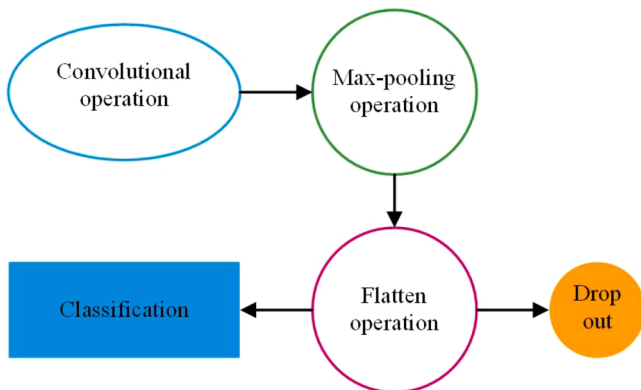 Convolutional
operation
Max-pooling
operation
Classification
Flatten
operation
Drop
out